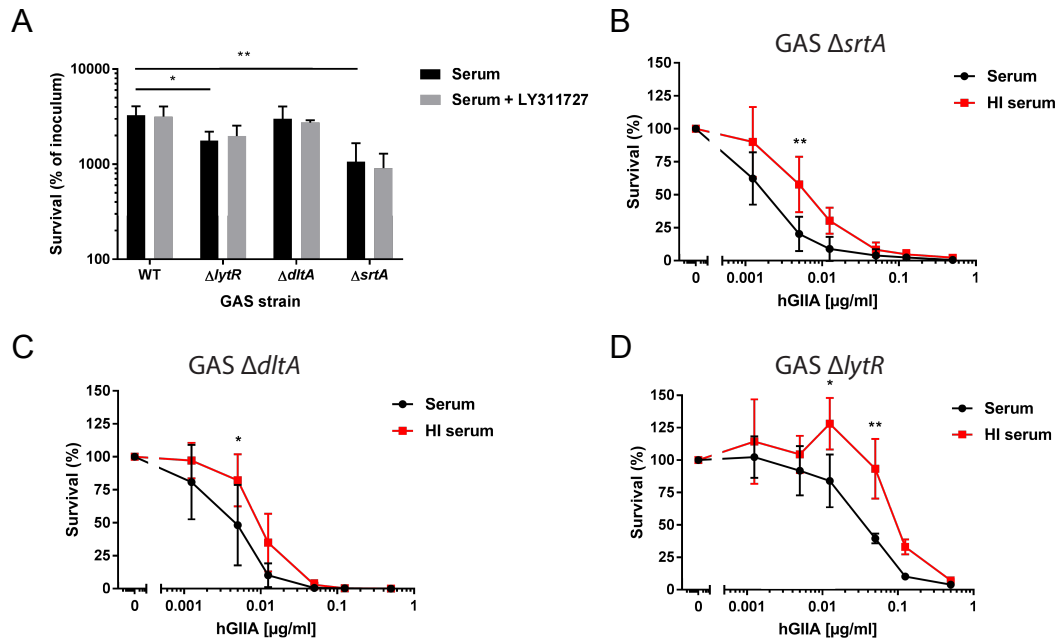 A
**
*
10000
1000
100
Survival (% of inoculum)
WT
ΔlytR
ΔdltA
ΔsrtA
GAS strain
Serum
Serum + LY311727
B
GAS ΔsrtA
150
125
100
75
50
25
0
Survival (%)
**
0
0.001
0.01
0.1
1
hGIIA [µg/ml]
Serum
HI serum
C
GAS ΔdltA
150
125
100
75
50
25
0
Survival (%)
*
0
0.001
0.01
0.1
1
hGIIA [µg/ml]
Serum
HI serum
D
GAS ΔlytR
150
125
100
75
50
25
0
Survival (%)
*
**
0
0.001
0.01
0.1
1
hGIIA [µg/ml]
Serum
HI serum